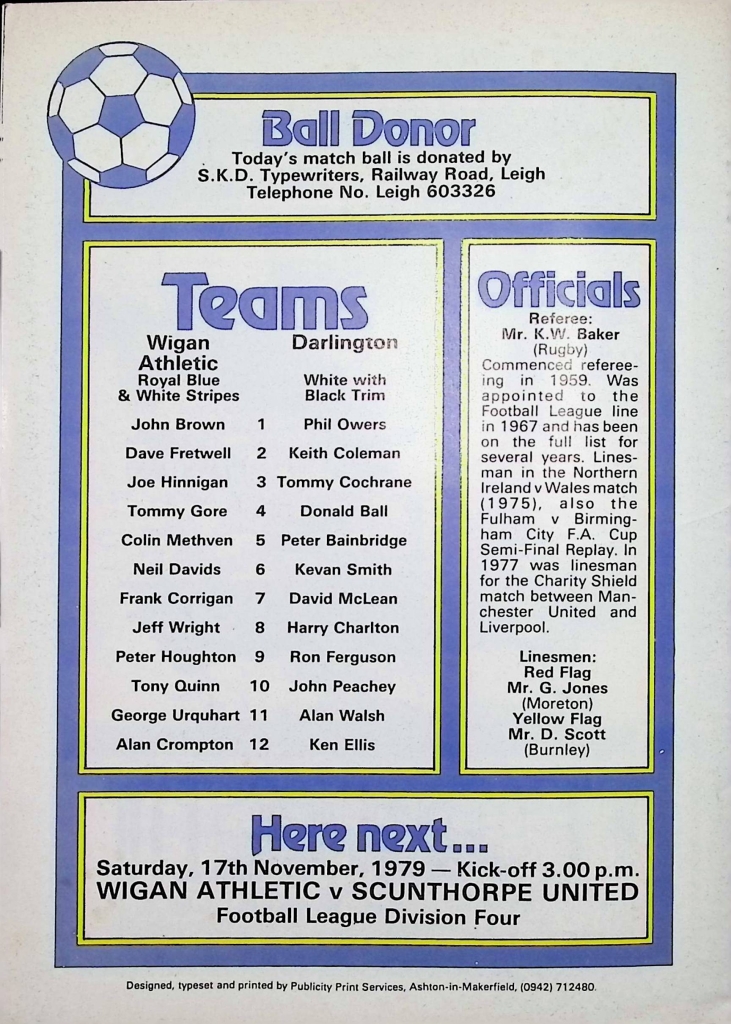 Ball Donor
Today's match ball is donated by
S.K.D. Typewriters, Railway Road, Leigh
Telephone No. Leigh 603326
Teams
Wigan
Athletic
Royal Blue
& White Stripes
Darlington
White with
Black Trim
John Brown 1 Phil Owers
Dave Fretwell 2 Keith Coleman
Joe Hinnigan 3 Tommy Cochrane
Tommy Gore 4 Donald Ball
Colin Methven 5 Peter Bainbridge
Neil Davids 6 Kevan Smith
Frank Corrigan 7 David McLean
Jeff Wright 8 Harry Charlton
Peter Houghton 9 Ron Ferguson
Tony Quinn 10 John Peachey
George Urquhart 11 Alan Walsh
Alan Crompton 12 Ken Ellis
Officials
Referee:
Mr. K.W. Baker
(Rugby)
Commenced referee-
ing in 1959. Was
appointed to the
Football League line
in 1967 and has been
on the full list for
several years. Lines-
man in the Northern
Ireland v Wales match
(1975), also the
Fulham v Birming-
ham City F.A. Cup
Semi-Final Replay. In
1977 was linesman
for the Charity Shield
match between Man-
chester United and
Liverpool.
Linesmen:
Red Flag
Mr. G. Jones
(Moreton)
Yellow Flag
Mr. D. Scott
(Burnley)
Here next...
Saturday, 17th November, 1979 — Kick-off 3.00 p.m.
WIGAN ATHLETIC v SCUNTHORPE UNITED
Football League Division Four
Designed, typeset and printed by Publicity Print Services, Ashton-in-Makerfield, (0942) 712480.